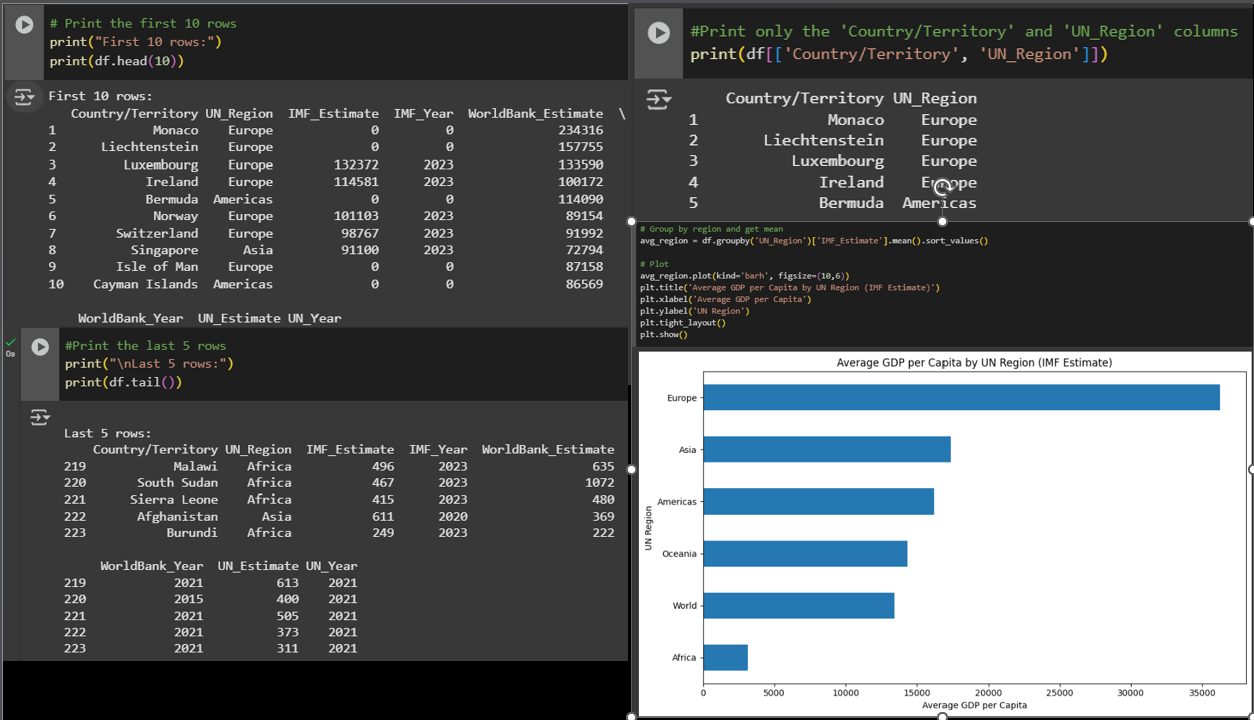 # Print the first 10 rows
print("First 10 rows:")
print(df.head(10))
First 10 rows:
Country/Territory UN_Region IMF_Estimate IMF_Year WorldBank_Estimate \
1 Monaco Europe 0 0 234316
2 Liechtenstein Europe 0 0 157755
3 Luxembourg Europe 132372 2023 133590
4 Ireland Europe 114581 2023 100172
5 Bermuda Americas 0 0 114090
6 Norway Europe 101103 2023 89154
7 Switzerland Europe 98767 2023 91992
8 Singapore Asia 91100 2023 72794
9 Isle of Man Europe 0 0 87158
10 Cayman Islands Americas 0 0 86569
WorldBank_Year UN_Estimate UN_Year
0s
#Print the last 5 rows
print("\nLast 5 rows:")
print(df.tail())
Last 5 rows:
Country/Territory UN_Region IMF_Estimate IMF_Year WorldBank_Estimate
219 Malawi Africa 496 2023 635
220 South Sudan Africa 467 2023 1072
221 Sierra Leone Africa 415 2023 480
222 Afghanistan Asia 611 2020 369
223 Burundi Africa 249 2023 222
WorldBank_Year UN_Estimate UN_Year
219 2021 613 2021
220 2015 400 2021
221 2021 505 2021
222 2021 373 2021
223 2021 311 2021
#Print only the 'Country/Territory' and 'UN_Region' columns
print(df[['Country/Territory', 'UN_Region']])
Country/Territory UN_Region
1 Monaco Europe
2 Liechtenstein Europe
3 Luxembourg Europe
4 Ireland Europe
5 Bermuda Americas
# Group by region and get mean
avg_region = df.groupby('UN_Region')['IMF_Estimate'].mean().sort_values()
# Plot
avg_region.plot(kind='barh', figsize=(10,6))
plt.title('Average GDP per Capita by UN Region (IMF Estimate)')
plt.xlabel('Average GDP per Capita')
plt.ylabel('UN Region')
plt.tight_layout()
plt.show()
Average GDP per Capita by UN Region (IMF Estimate)
Europe
Asia
Americas
Oceania
World
Africa
UN Region
0 5000 10000 15000 20000 25000 30000 35000
Average GDP per Capita